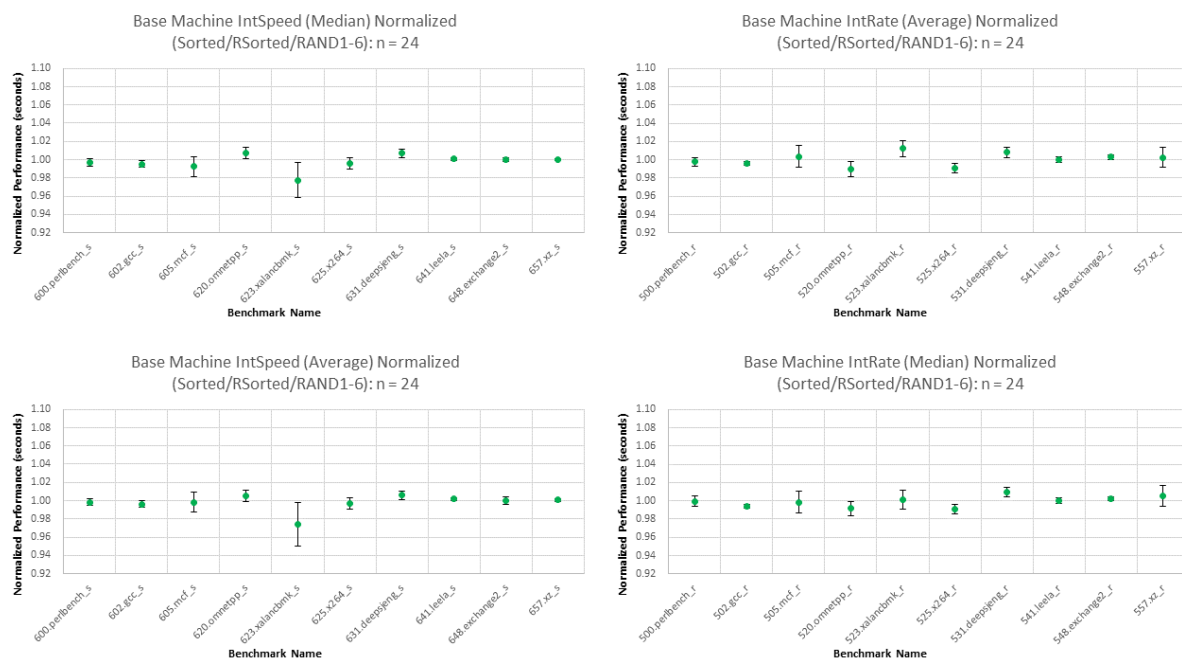 Base Machine IntSpeed (Median) Normalized
(Sorted/RSorted/RAND1-6): n = 24
Normalized Performance (seconds)
1.10
1.08
1.06
1.04
1.02
1.00
0.98
0.96
0.94
0.92
600.perlbench_s
602.gcc_s
605.mcf_s
620.omnetpp_s
623.xalancbmk_s
625.x264_s
631.deepsjeng_s
641.leela_s
648.exchange2_s
657.xz_s
Benchmark Name
Base Machine IntRate (Average) Normalized
(Sorted/RSorted/RAND1-6): n = 24
Normalized Performance (seconds)
1.10
1.08
1.06
1.04
1.02
1.00
0.98
0.96
0.94
0.92
500.perlbench_r
502.gcc_r
505.mcf_r
520.omnetpp_r
523.xalancbmk_r
525.x264_r
531.deepsjeng_r
541.leela_r
548.exchange2_r
557.xz_r
Benchmark Name
Base Machine IntSpeed (Average) Normalized
(Sorted/RSorted/RAND1-6): n = 24
Normalized Performance (seconds)
1.10
1.08
1.06
1.04
1.02
1.00
0.98
0.96
0.94
0.92
600.perlbench_s
602.gcc_s
605.mcf_s
620.omnetpp_s
623.xalancbmk_s
625.x264_s
631.deepsjeng_s
641.leela_s
648.exchange2_s
657.xz_s
Benchmark Name
Base Machine IntRate (Median) Normalized
(Sorted/RSorted/RAND1-6): n = 24
Normalized Performance (seconds)
1.10
1.08
1.06
1.04
1.02
1.00
0.98
0.96
0.94
0.92
500.perlbench_r
502.gcc_r
505.mcf_r
520.omnetpp_r
523.xalancbmk_r
525.x264_r
531.deepsjeng_r
541.leela_r
548.exchange2_r
557.xz_r
Benchmark Name